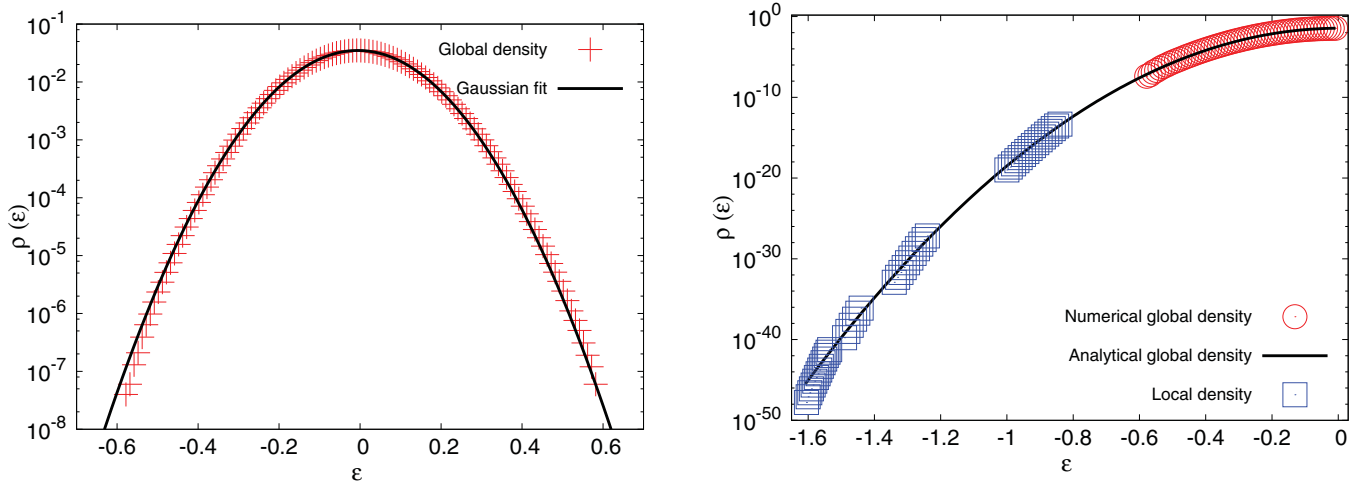 10^-1
10^-2
10^-3
10^-4
10^-5
10^-6
10^-7
10^-8
ρ (ε)
-0.6 -0.4 -0.2 0 0.2 0.4 0.6
ε
Global density
Gaussian fit
10^0
10^-10
10^-20
10^-30
10^-40
10^-50
ρ (ε)
-1.6 -1.4 -1.2 -1 -0.8 -0.6 -0.4 -0.2 0
ε
Numerical global density
Analytical global density
Local density